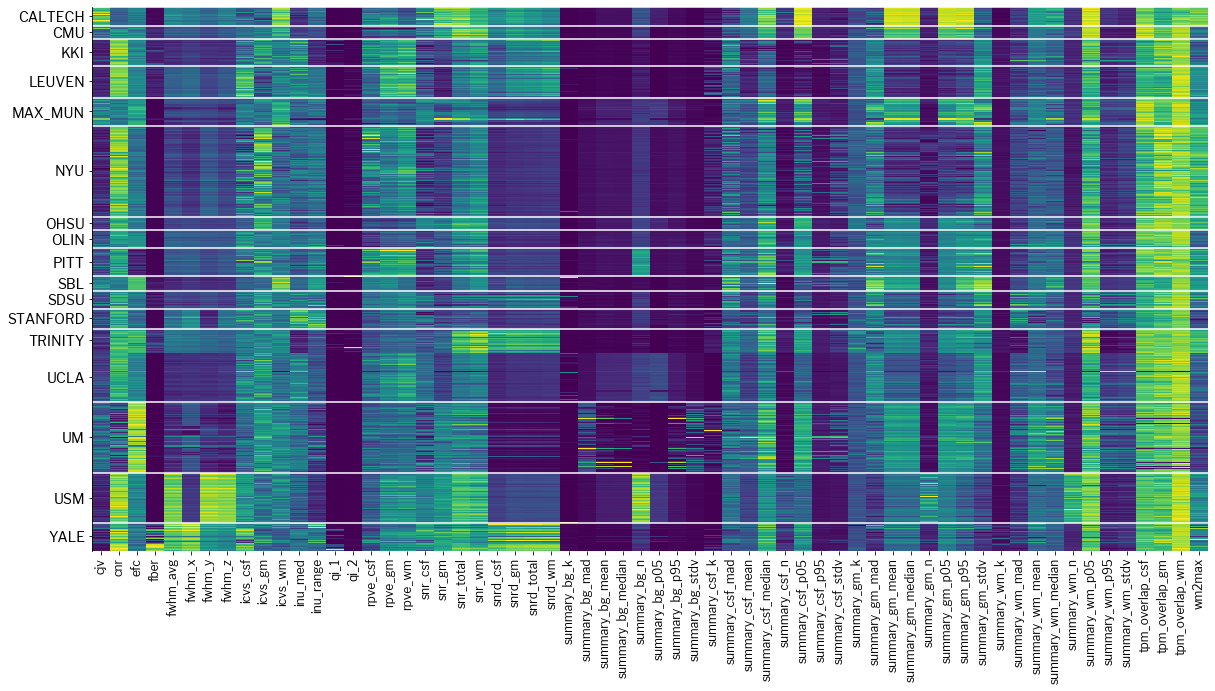 CALTECH
CMU
KKI
LEUVEN
MAX_MUN
NYU
OHSU
OLIN
PITT
SBL
SDSU
STANFORD
TRINITY
UCLA
UM
USM
YALE
cjv
cnr
efc
fber
fwhm_avg
fwhm_x
fwhm_y
fwhm_z
icvs_csf
icvs_gm
icvs_wm
inu_med
inu_range
qi_1
qi_2
rpve_csf
rpve_gm
rpve_wm
snr_csf
snr_gm
snr_total
snr_wm
snrd_csf
snrd_gm
snrd_total
snrd_wm
summary_bg_k
summary_bg_mad
summary_bg_mean
summary_bg_median
summary_bg_n
summary_bg_p05
summary_bg_p95
summary_bg_stdv
summary_csf_k
summary_csf_mad
summary_csf_mean
summary_csf_median
summary_csf_n
summary_csf_p05
summary_csf_p95
summary_csf_stdv
summary_gm_k
summary_gm_mad
summary_gm_mean
summary_gm_median
summary_gm_n
summary_gm_p05
summary_gm_p95
summary_gm_stdv
summary_wm_k
summary_wm_mad
summary_wm_mean
summary_wm_median
summary_wm_n
summary_wm_p05
summary_wm_p95
summary_wm_stdv
tpm_overlap_csf
tpm_overlap_gm
tpm_overlap_wm
wm2max